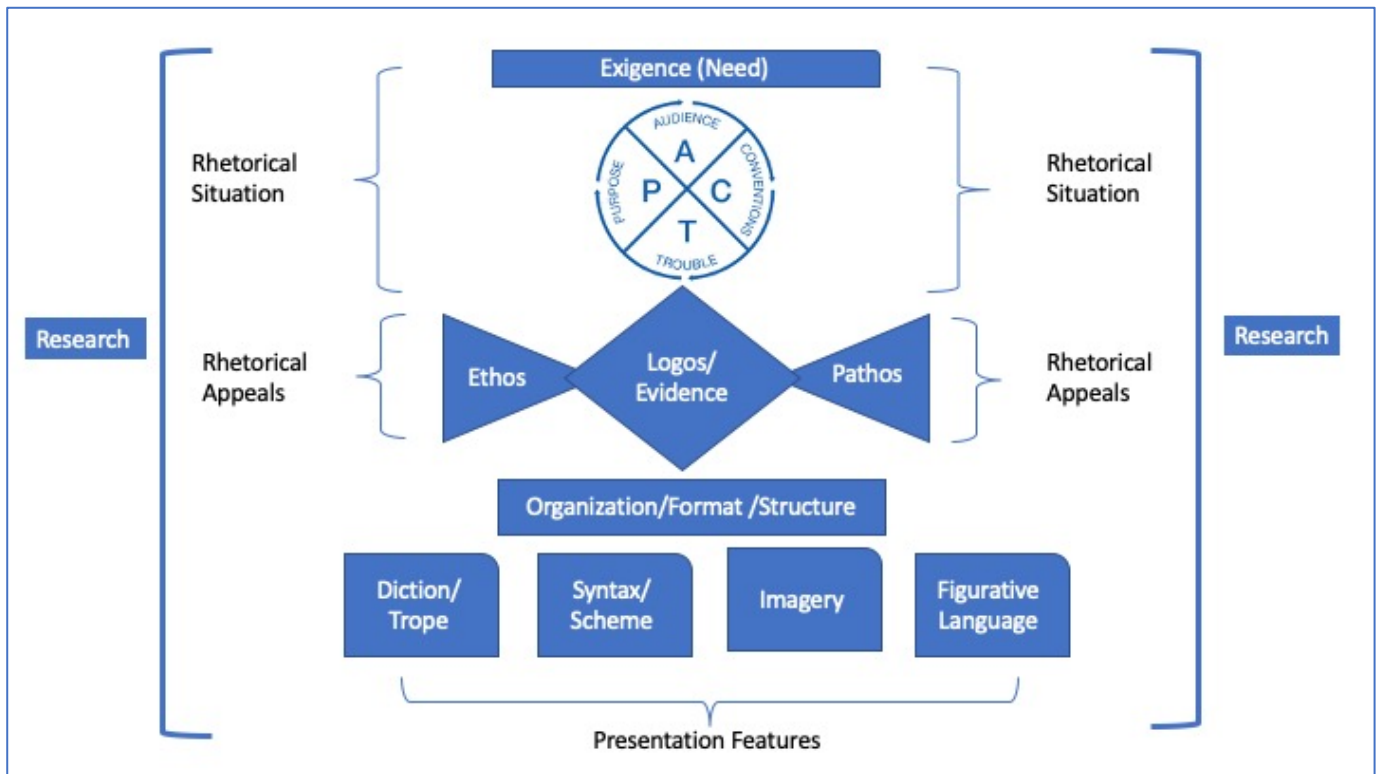 Exigence (Need)
AUDIENCE
A
PURPOSE
P
C
CONVENTIONS
T
TROUBLE
Rhetorical
Situation
Rhetorical
Situation
Research
Research
Rhetorical
Appeals
Ethos
Logos/
Evidence
Pathos
Rhetorical
Appeals
Organization/Format /Structure
Diction/
Trope
Syntax/
Scheme
Imagery
Figurative
Language
Presentation Features